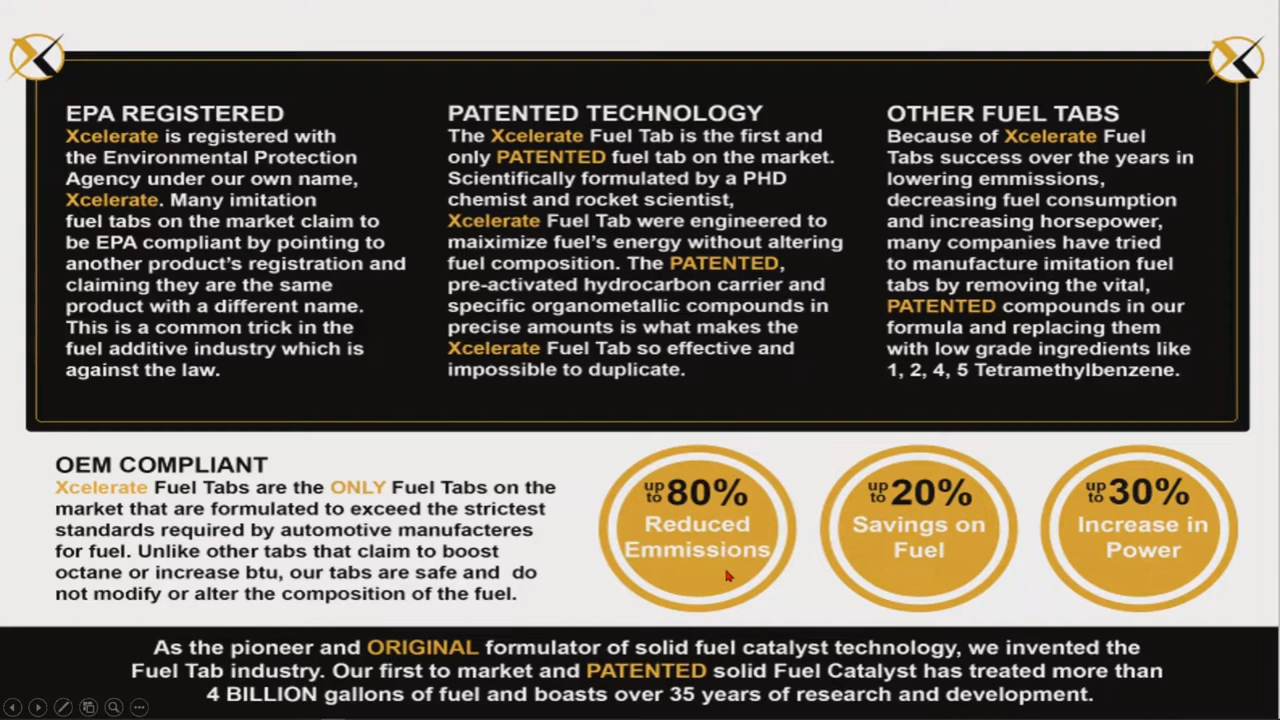 EPA REGISTERED
Xcelerate is registered with
the Environmental Protection
Agency under our own name,
Xcelerate. Many imitation
fuel tabs on the market claim to
be EPA compliant by pointing to
another product's registration and
claiming they are the same
product with a different name.
This is a common trick in the
fuel additive industry which is
against the law.
PATENTED TECHNOLOGY
The Xcelerate Fuel Tab is the first and
only PATENTED fuel tab on the market.
Scientifically formulated by a PHD
chemist and rocket scientist,
Xcelerate Fuel Tab were engineered to
maiximize fuel's energy without altering
fuel composition. The PATENTED,
pre-activated hydrocarbon carrier and
specific organometallic compounds in
precise amounts is what makes the
Xcelerate Fuel Tab so effective and
impossible to duplicate.
OTHER FUEL TABS
Because of Xcelerate Fuel
Tabs success over the years in
lowering emmissions,
decreasing fuel consumption
and increasing horsepower,
many companies have tried
to manufacture imitation fuel
tabs by removing the vital,
PATENTED compounds in our
formula and replacing them
with low grade ingredients like
1, 2, 4, 5 Tetramethylbenzene.
OEM COMPLIANT
Xcelerate Fuel Tabs are the ONLY Fuel Tabs on the
market that are formulated to exceed the strictest
standards required by automotive manufacteres
for fuel. Unlike other tabs that claim to boost
octane or increase btu, our tabs are safe and do
not modify or alter the composition of the fuel.
up to 80%
Reduced
Emmissions
up to 20%
Savings on
Fuel
up to 30%
Increase in
Power
As the pioneer and ORIGINAL formulator of solid fuel catalyst technology, we invented the
Fuel Tab industry. Our first to market and PATENTED solid Fuel Catalyst has treated more than
4 BILLION gallons of fuel and boasts over 35 years of research and development.